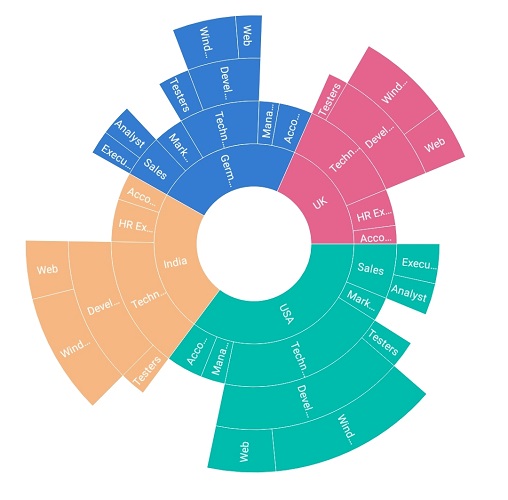 Wind...
Web
Testers
Devel...
Analyst
Execu...
Sales
Mark...
Techn...
Mana...
Acco...
Germ...
Testers
Wind...
Web
Devel...
Techn...
UK
HR Ex...
Acco...
Acco...
HR Ex...
India
Techn...
Devel...
Web
Wind...
Testers
USA
Sales
Execu...
Analyst
Mark...
Techn...
Testers
Acco...
Mana...
Devel...
Web
Wind...